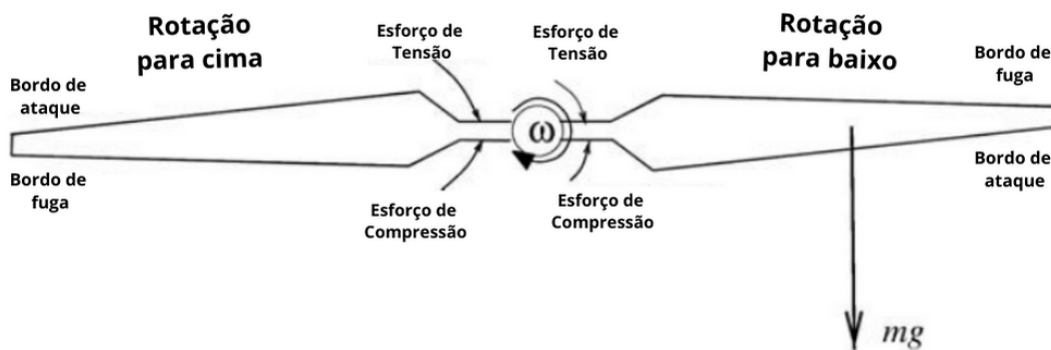 Rotação
para cima
Esforço de
Tensão
Esforço de
Tensão
Rotação
para baixo
Bordo de
ataque
Bordo de
fuga
ω
Bordo de
fuga
Bordo de
ataque
Esforço de
Compressão
Esforço de
Compressão
mg